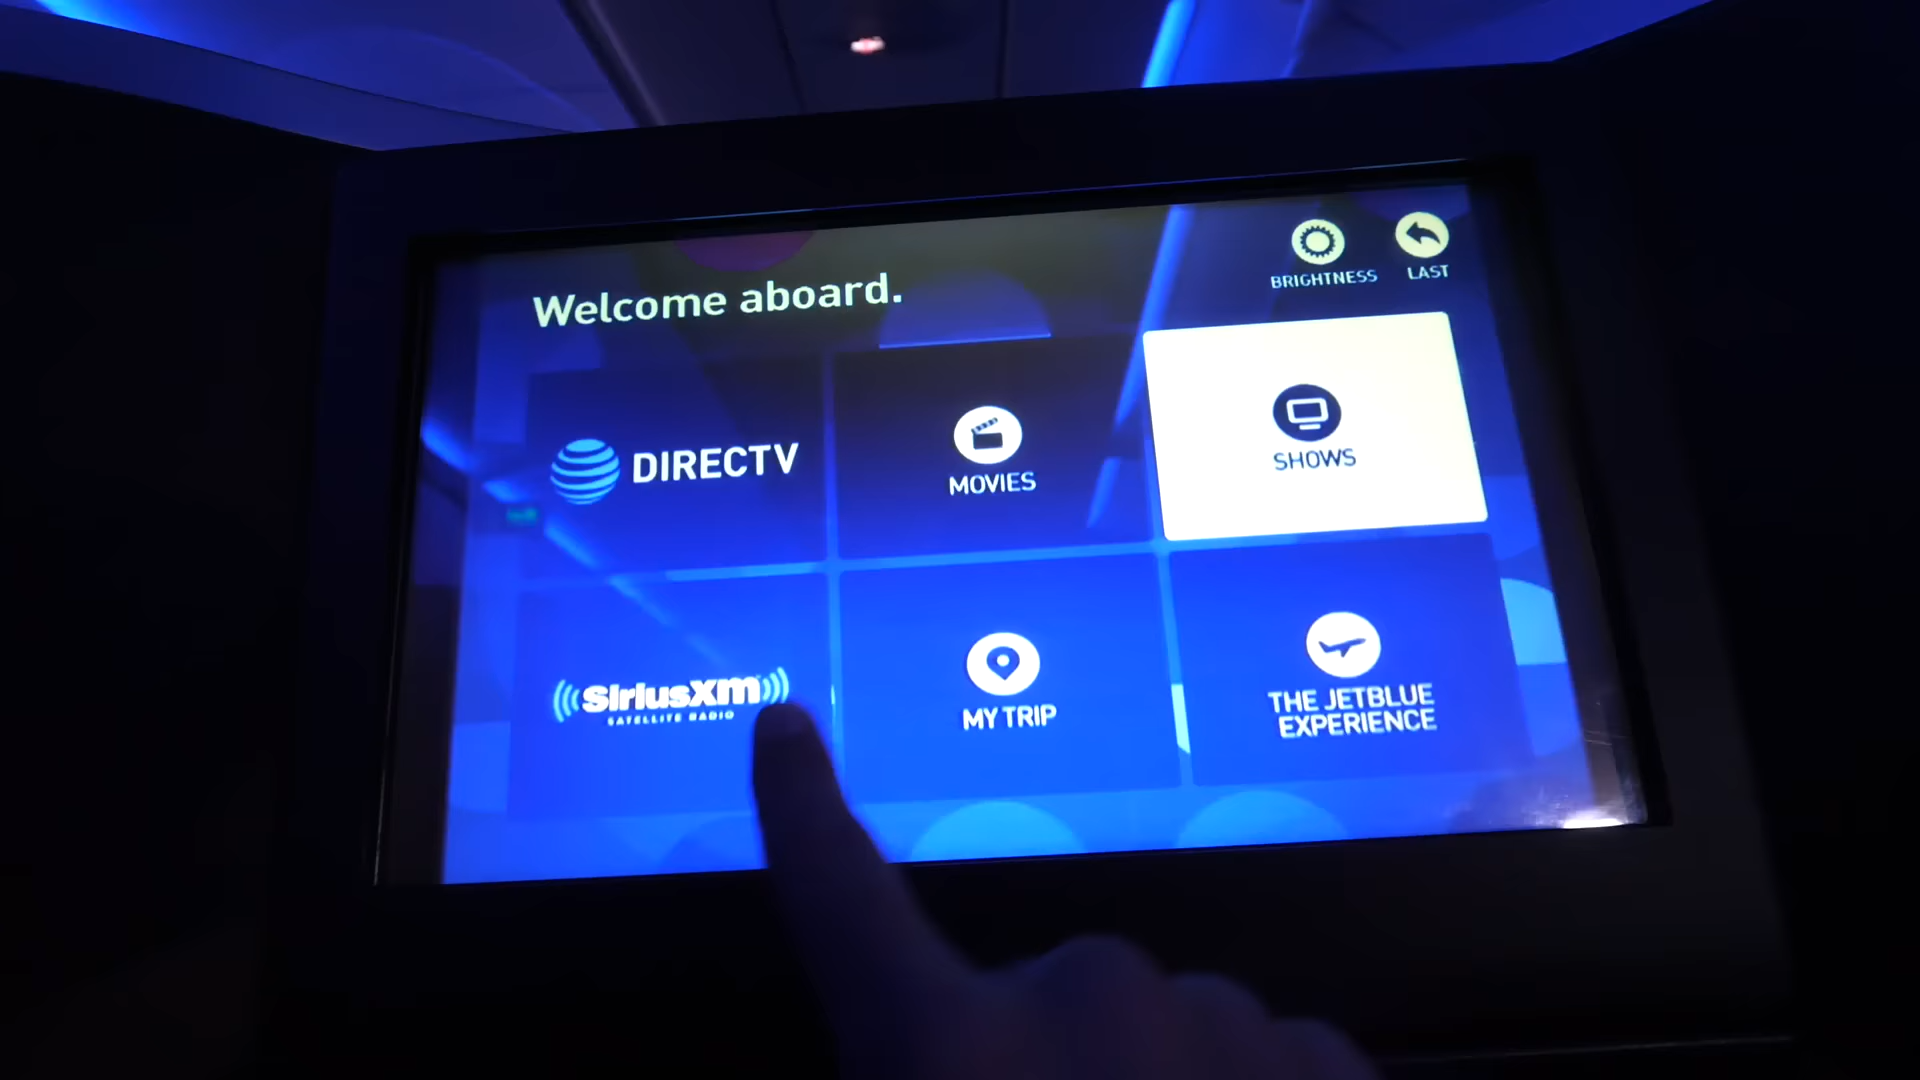 BRIGHTNESS
LAST
Welcome aboard.
DIRECTV
MOVIES
SHOWS
SiriusXM
SATELLITE RADIO
MY TRIP
THE JETBLUE
EXPERIENCE